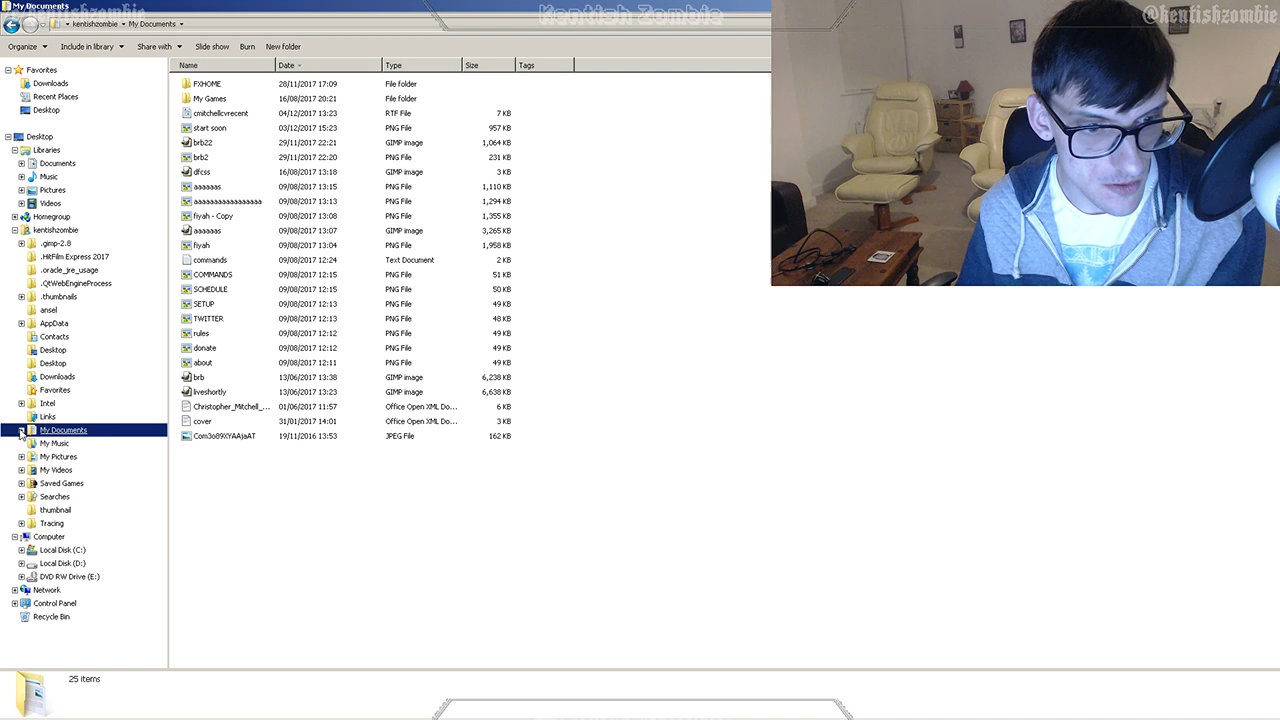 My Documents
Kentish Zombie
@kentishzombie
kentishzombie My Documents
Organize Include in library Share with Slide show Burn New folder
Name Date Type Size Tags
Favorites
Downloads
Recent Places
Desktop
Desktop
Libraries
Documents
Music
Pictures
Videos
Homegroup
kentishzombie
.gimp-2.8
.HitFilm Express 2017
.oracle_jre_usage
.QtWebEngineProcess
.thumbnails
ansel
AppData
Contacts
Desktop
Desktop
Downloads
Favorites
Intel
Links
My Documents
My Music
My Pictures
My Videos
Saved Games
Searches
thumbnail
Tracing
Computer
Local Disk (C:)
Local Disk (D:)
DVD RW Drive (E:)
Network
Control Panel
Recycle Bin
FXHOME 28/11/2017 17:09 File folder
My Games 16/08/2017 20:21 File folder
cmitchellcvrecent 04/12/2017 13:23 RTF File 7 KB
start soon 03/12/2017 15:23 PNG File 957 KB
brb22 29/11/2017 22:21 GIMP image 1,064 KB
brb2 29/11/2017 22:20 PNG File 231 KB
dfcss 16/08/2017 13:18 GIMP image 3 KB
aaaaaas 09/08/2017 13:15 PNG File 1,110 KB
aaaaaaaaaaaaaaaaa 09/08/2017 13:13 PNG File 1,294 KB
fiyah - Copy 09/08/2017 13:08 PNG File 1,355 KB
aaaaaas 09/08/2017 13:07 GIMP image 3,265 KB
fiyah 09/08/2017 13:04 PNG File 1,958 KB
commands 09/08/2017 12:24 Text Document 2 KB
COMMANDS 09/08/2017 12:15 PNG File 51 KB
SCHEDULE 09/08/2017 12:15 PNG File 50 KB
SETUP 09/08/2017 12:13 PNG File 49 KB
TWITTER 09/08/2017 12:13 PNG File 48 KB
rules 09/08/2017 12:12 PNG File 49 KB
donate 09/08/2017 12:12 PNG File 49 KB
about 09/08/2017 12:11 PNG File 49 KB
brb 13/06/2017 13:38 GIMP image 6,238 KB
liveshortly 13/06/2017 13:23 GIMP image 6,638 KB
Christopher_Mitchell_... 01/06/2017 11:57 Office Open XML Do... 6 KB
cover 31/01/2017 14:01 Office Open XML Do... 3 KB
Com3o89XYAAjaAT 19/11/2016 13:53 JPEG File 162 KB
25 items